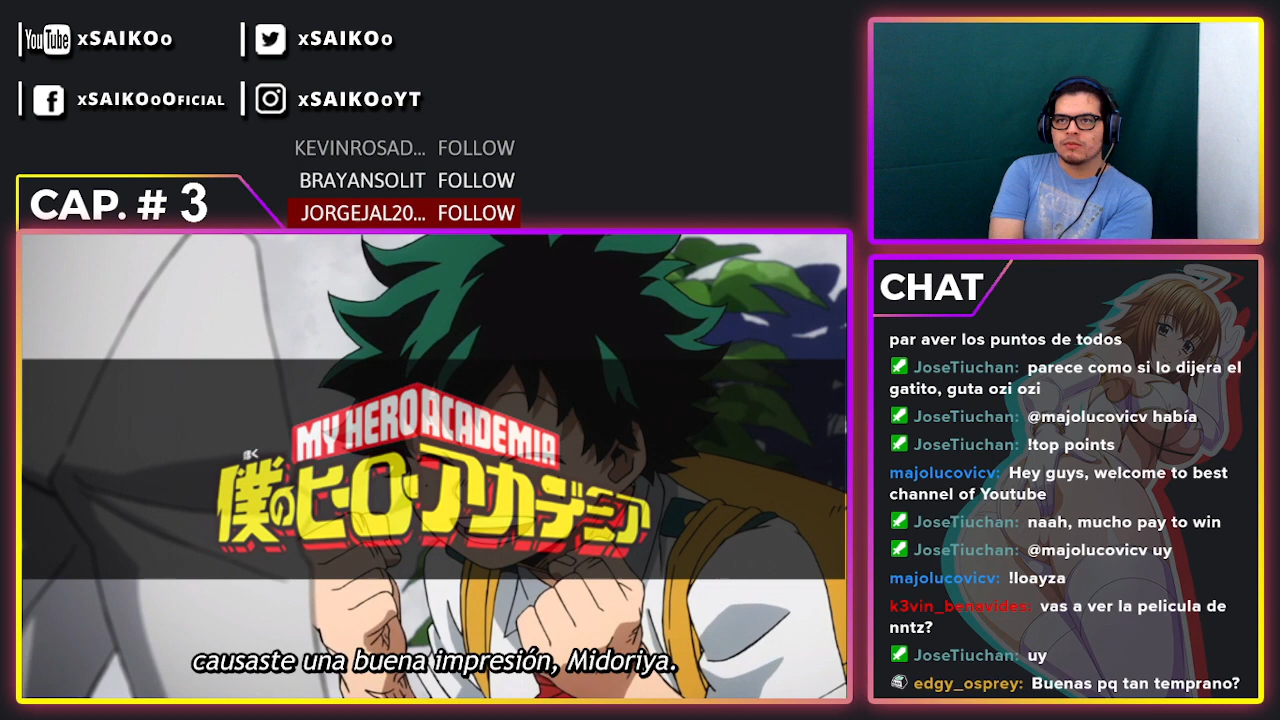 YouTube xSAIKOo
xSAIKOo
xSAIKOoOficial
xSAIKOoYT
KEVINROSAD... FOLLOW
BRAYANSOLIT FOLLOW
JORGEJAL20... FOLLOW
CAP. # 3
MY HERO ACADEMIA
ぼく
僕のヒーローアカデミア
causaste una buena impresión, Midoriya.
CHAT
par aver los puntos de todos
JoseTiuchan: parece como si lo dijera el
gatito, guta ozi ozi
JoseTiuchan: @majolucovicv había
JoseTiuchan: !top points
majolucovicv: Hey guys, welcome to best
channel of Youtube
JoseTiuchan: naah, mucho pay to win
JoseTiuchan: @majolucovicv uy
majolucovicv: !loayza
k3vin_benavides: vas a ver la pelicula de
nntz?
JoseTiuchan: uy
edgy_osprey: Buenas pq tan temprano?